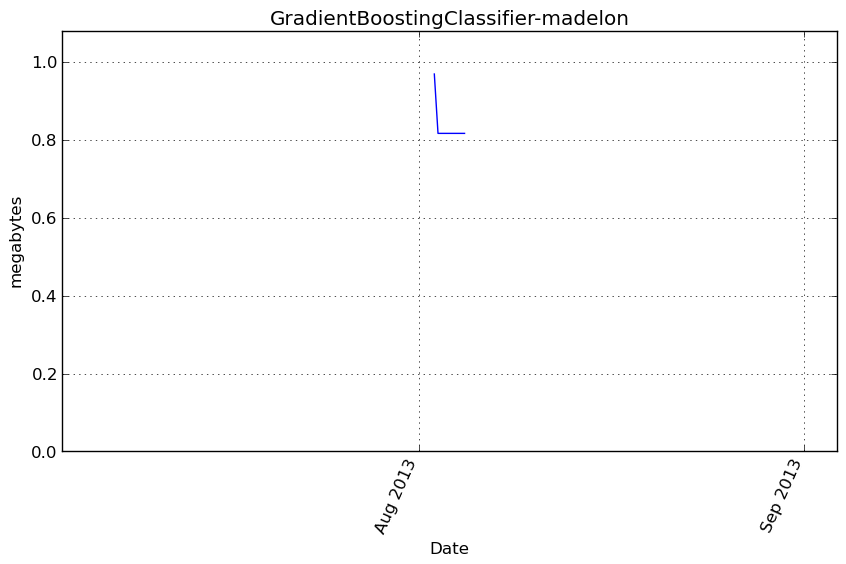 GradientBoostingClassifier-madelon
1.0
0.8
0.6
0.4
0.2
0.0
megabytes
Aug 2013
Sep 2013
Date